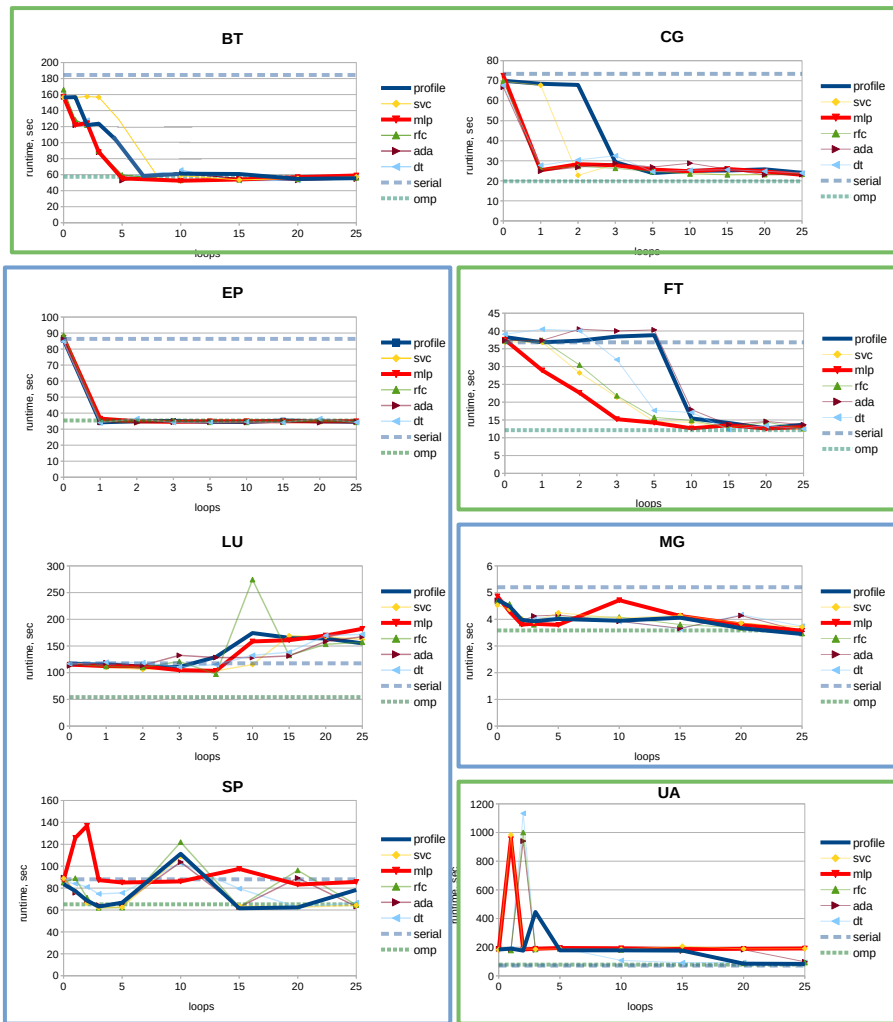 BT
200
180
160
140
120
100
80
60
40
20
0
runtime, sec
0
5
10
15
20
25
loops
profile
svc
mlp
rfc
ada
dt
serial
omp
CG
80
70
60
50
40
30
20
10
0
runtime, sec
0
1
2
3
5
10
15
20
25
loops
profile
svc
mlp
rfc
ada
dt
serial
omp
EP
100
90
80
70
60
50
40
30
20
10
0
runtime, sec
0
1
2
3
5
10
15
20
25
loops
profile
svc
mlp
rfc
ada
dt
serial
omp
FT
45
40
35
30
25
20
15
10
5
0
runtime, sec
0
1
2
3
5
10
15
20
25
loops
profile
svc
mlp
rfc
ada
dt
serial
omp
LU
300
250
200
150
100
50
0
runtime, sec
0
1
2
3
5
10
15
20
25
loops
profile
svc
mlp
rfc
ada
dt
serial
omp
MG
6
5
4
3
2
1
0
runtime, sec
0
5
10
15
20
25
loops
profile
svc
mlp
rfc
ada
dt
serial
omp
SP
160
140
120
100
80
60
40
20
0
runtime, sec
0
5
10
15
20
25
loops
profile
svc
mlp
rfc
ada
dt
serial
omp
UA
1200
1000
800
600
400
200
0
runtime, sec
0
5
10
15
20
25
loops
profile
svc
mlp
rfc
ada
dt
serial
omp